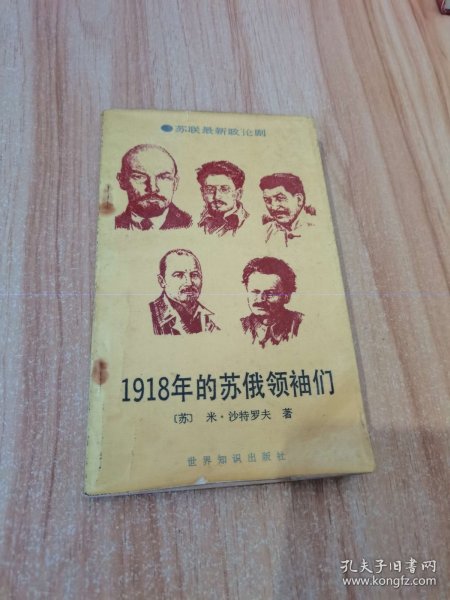 ●苏联最新政论剧
1918年的苏俄领袖们
〔苏〕 米·沙特罗夫 著
世界知识出版社
孔夫子旧书网
www.kongfz.com